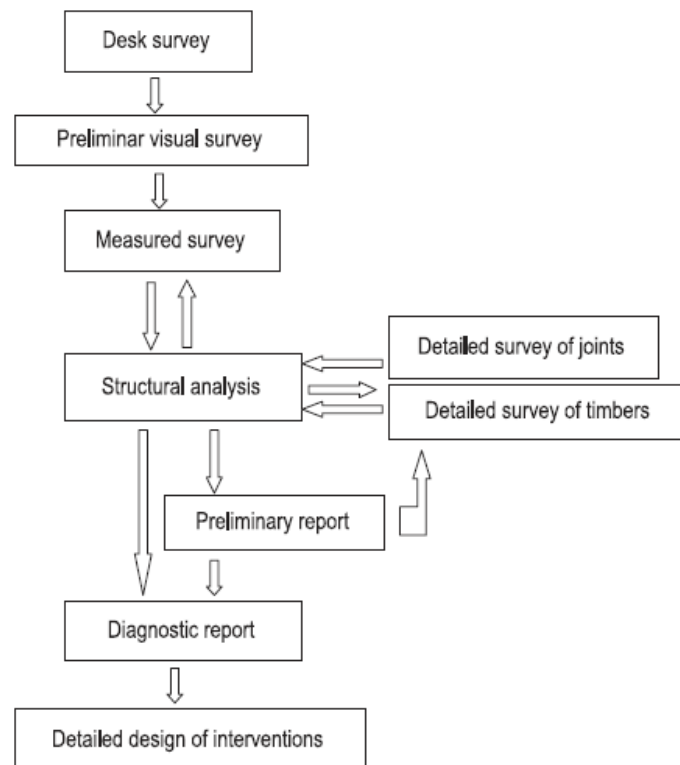 Desk survey
Preliminar visual survey
Measured survey
Structural analysis
Detailed survey of joints
Detailed survey of timbers
Preliminary report
Diagnostic report
Detailed design of interventions